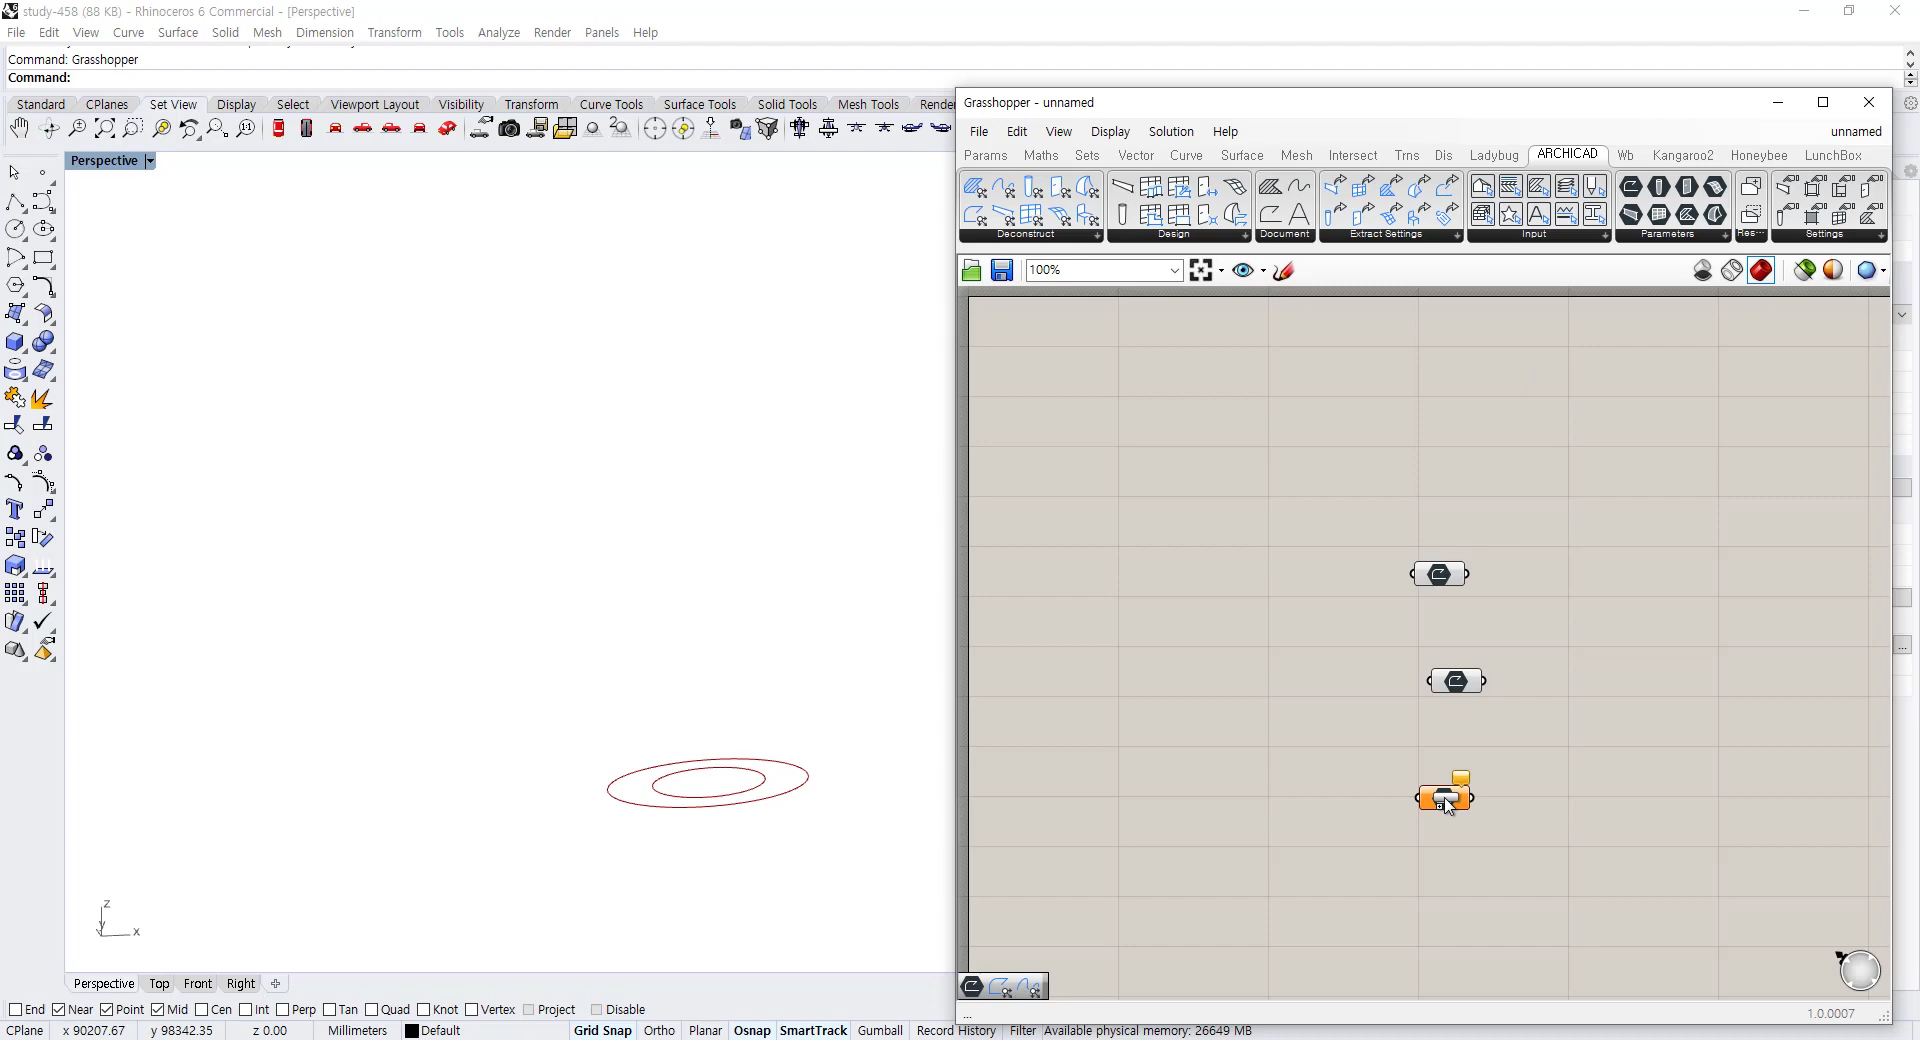 study-458 (88 KB) - Rhinoceros 6 Commercial - [Perspective]
File Edit View Curve Surface Solid Mesh Dimension Transform Tools Analyze Render Panels Help
Command: Grasshopper
Command:
Standard CPlanes Set View Display Select Viewport Layout Visibility Transform Curve Tools Surface Tools Solid Tools Mesh Tools Render
Perspective
Grasshopper - unnamed
File Edit View Display Solution Help unnamed
Params Maths Sets Vector Curve Surface Mesh Intersect Trns Dis Ladybug ARCHICAD Wb Kangaroo2 Honeybee LunchBox
Deconstruct Design Document Extract Settings Input Parameters Res··· Settings
100%
z
x
Perspective Top Front Right
End Near Point Mid Cen Int Perp Tan Quad Knot Vertex Project Disable
... 1.0.0007
CPlane x 90207.67 y 98342.35 z 0.00 Millimeters Default Grid Snap Ortho Planar Osnap SmartTrack Gumball Record History Filter Available physical memory: 26649 MB